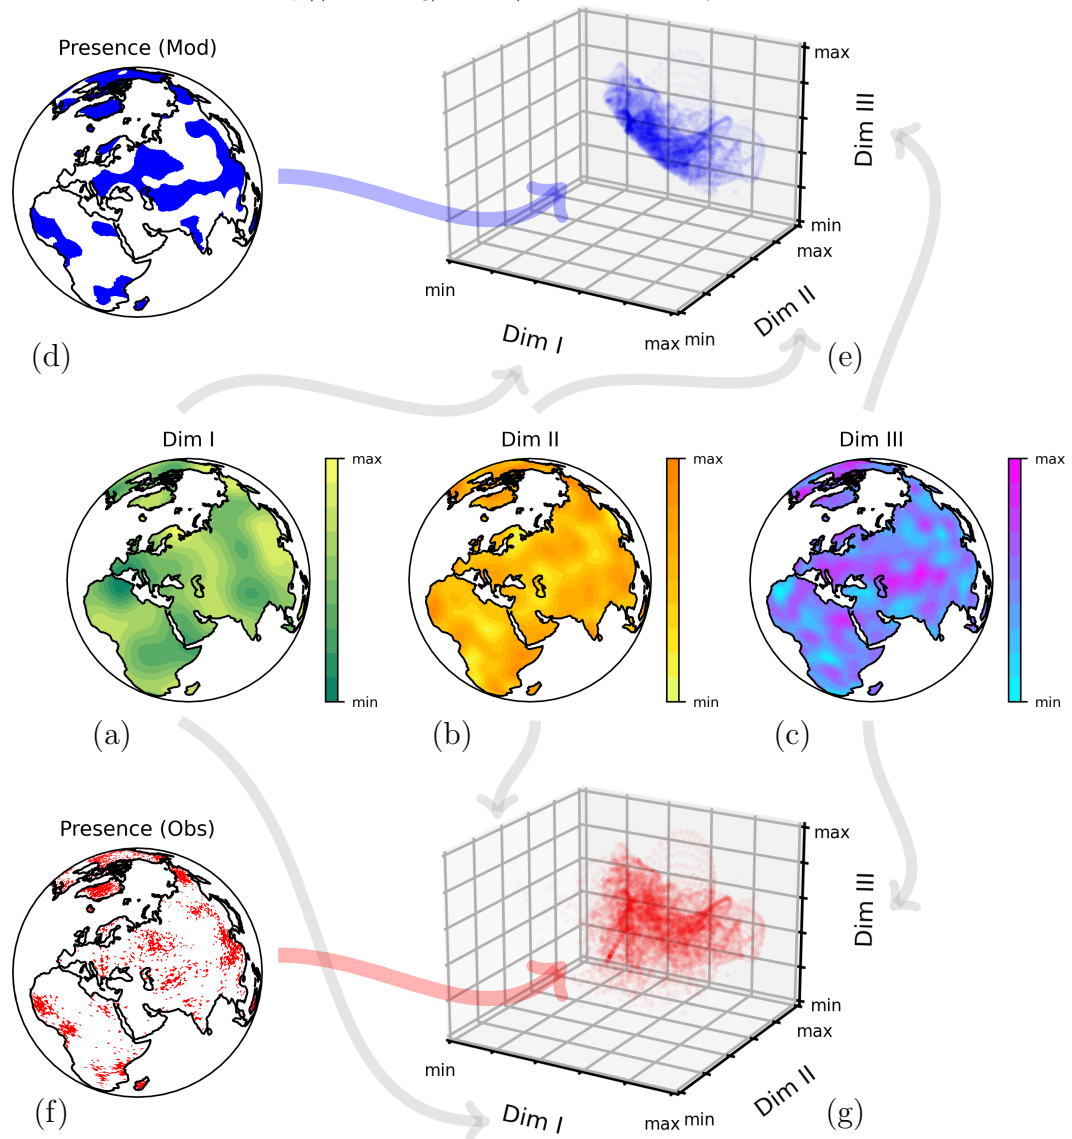 Presence (Mod)
max
Dim III
min
max
min
Dim II
Dim I
max min
(d)
(e)
Dim I
Dim II
Dim III
max
max
max
min
min
min
(a)
(b)
(c)
Presence (Obs)
max
Dim III
min
max
min
Dim II
Dim I
max min
(f)
(g)